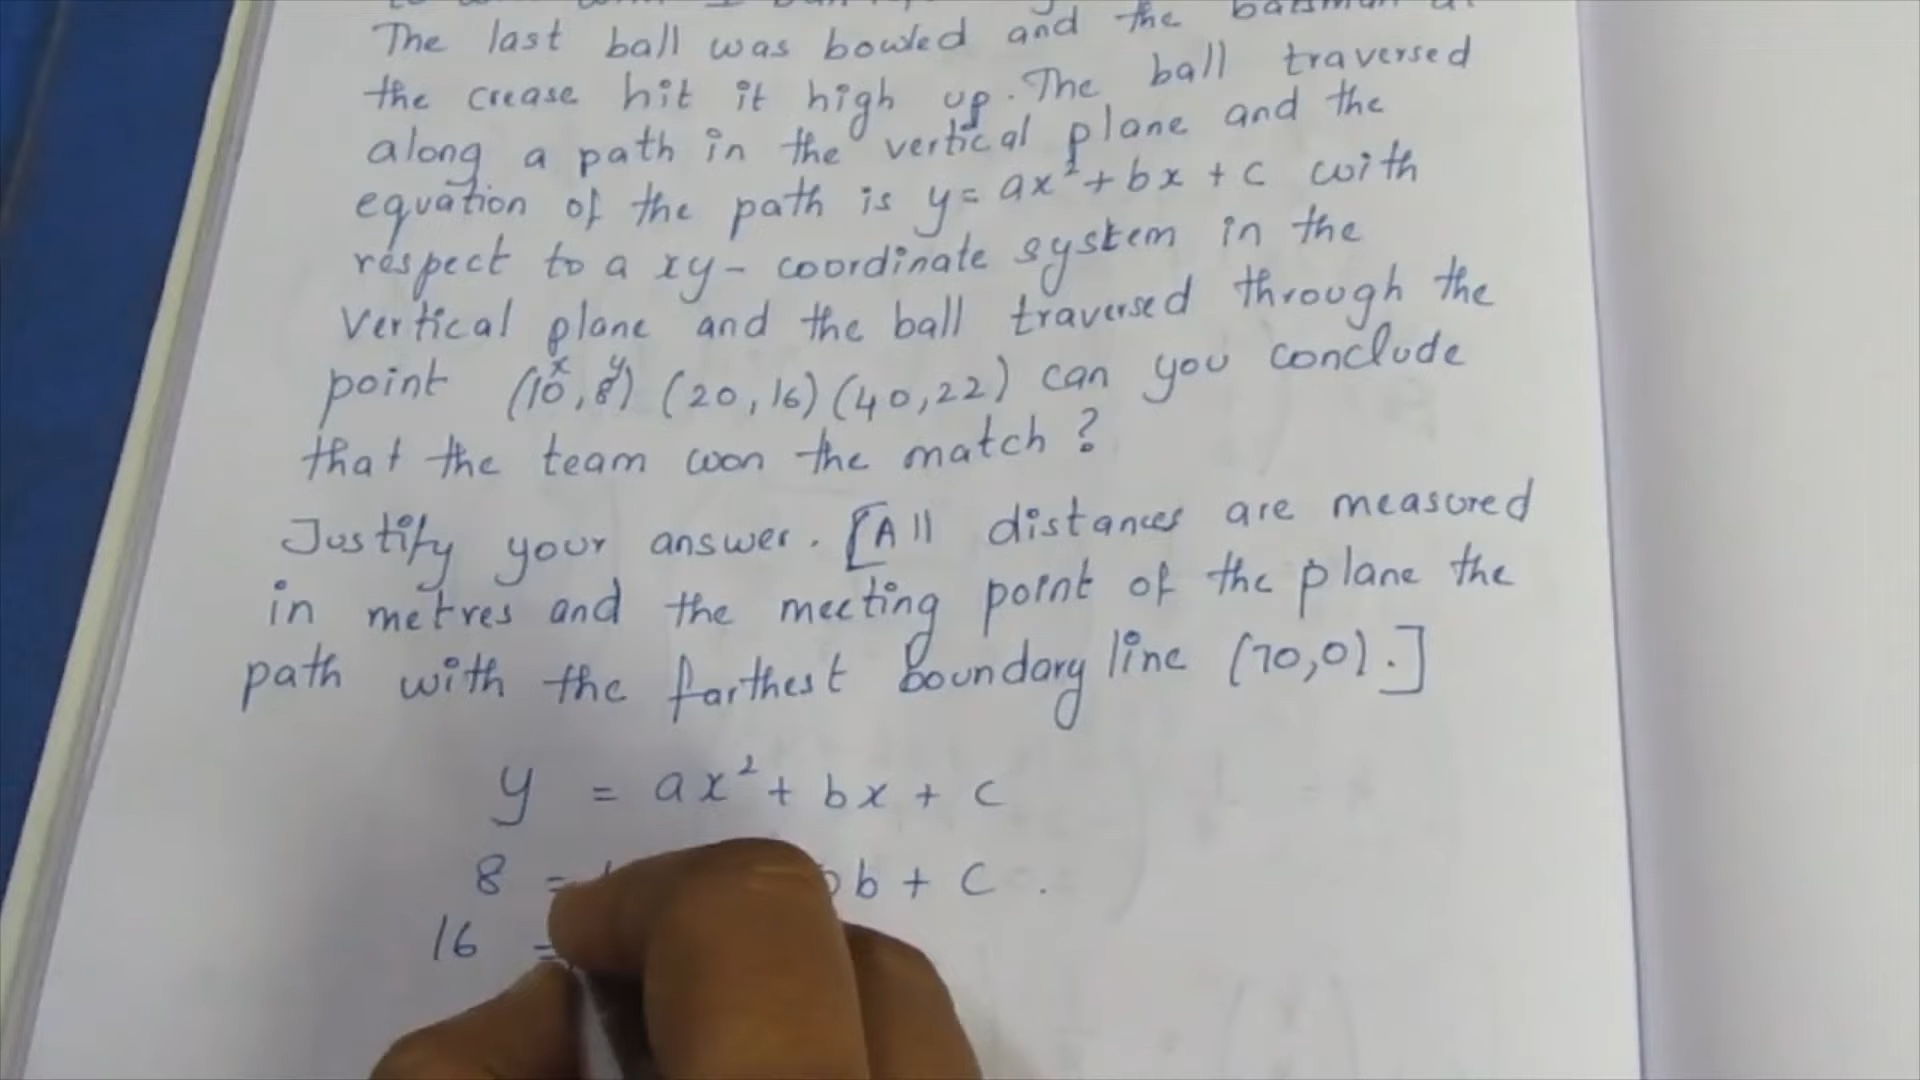 The last ball was bowled and the batsman at
the crease hit it high up. The ball traversed
along a path in the vertical plane and the
equation of the path is y = ax² + bx + c with
respect to a xy- coordinate system in the
vertical plane and the ball traversed through the
x y
point (10, 8) (20, 16) (40, 22) can you conclude
that the team won the match ?
Justify your answer. [All distances are measured
in metres and the meeting point of the plane the
path with the farthest boundary line (70, 0).]
y = ax² + bx + c
8 = b + c .
16 =